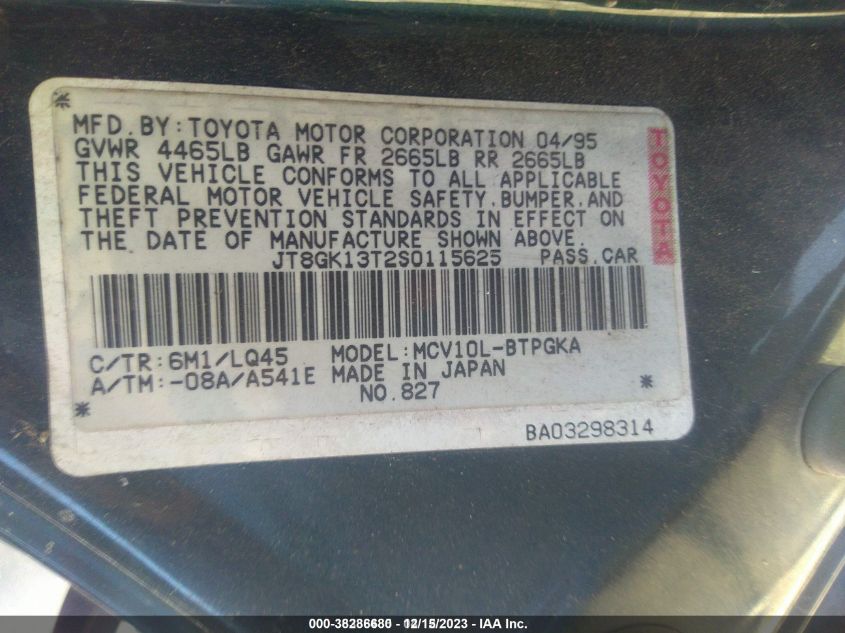 MFD.BY:TOYOTA MOTOR CORPORATION 04/95
GVWR 4465LB GAWR FR 2665LB RR 2665LB
THIS VEHICLE CONFORMS TO ALL APPLICABLE
FEDERAL MOTOR VEHICLE SAFETY,BUMPER,AND
THEFT PREVENTION STANDARDS IN EFFECT ON
THE DATE OF MANUFACTURE SHOWN ABOVE.
JT8GK13T2S0115625 PASS.CAR
C/TR:6M1/LQ45 MODEL:MCV10L-BTPGKA
A/TM:-08A/A541E MADE IN JAPAN
NO.827
BA03298314
TOYOTA
000-38286680 - 12/15/2023 - IAA Inc.